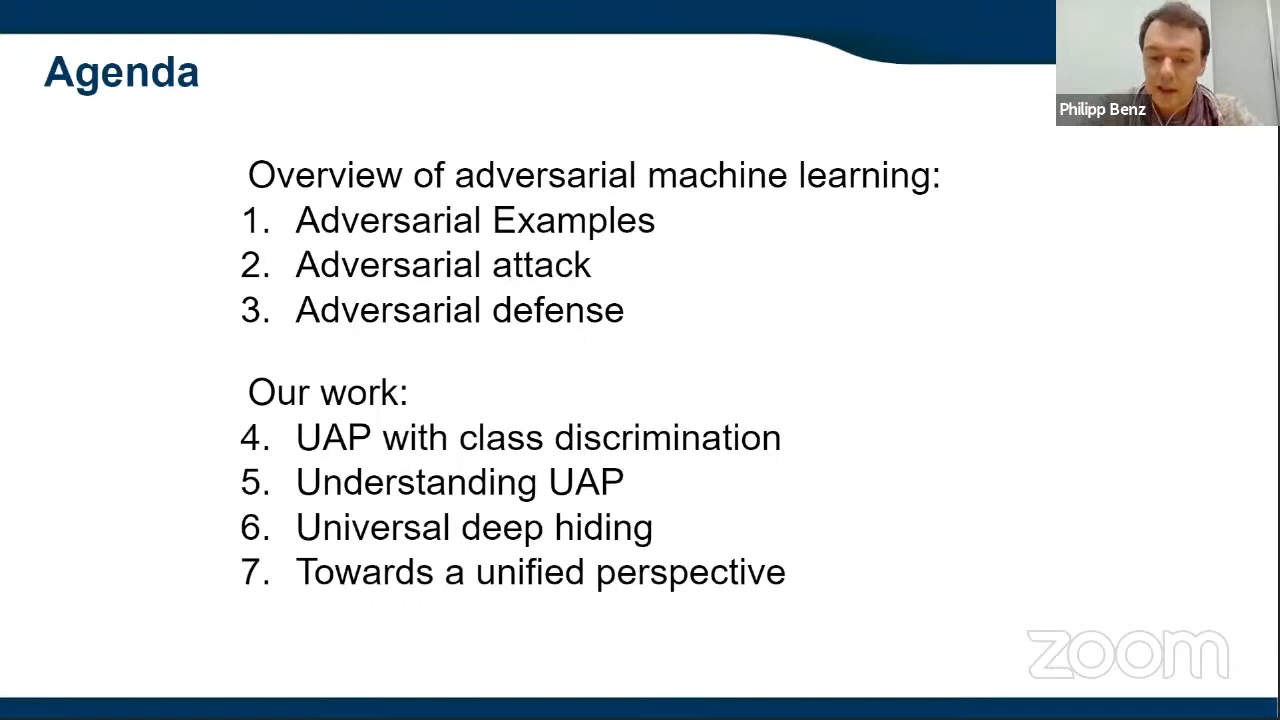 Agenda
Philipp Benz
Overview of adversarial machine learning:
1. Adversarial Examples
2. Adversarial attack
3. Adversarial defense
Our work:
4. UAP with class discrimination
5. Understanding UAP
6. Universal deep hiding
7. Towards a unified perspective
zoom